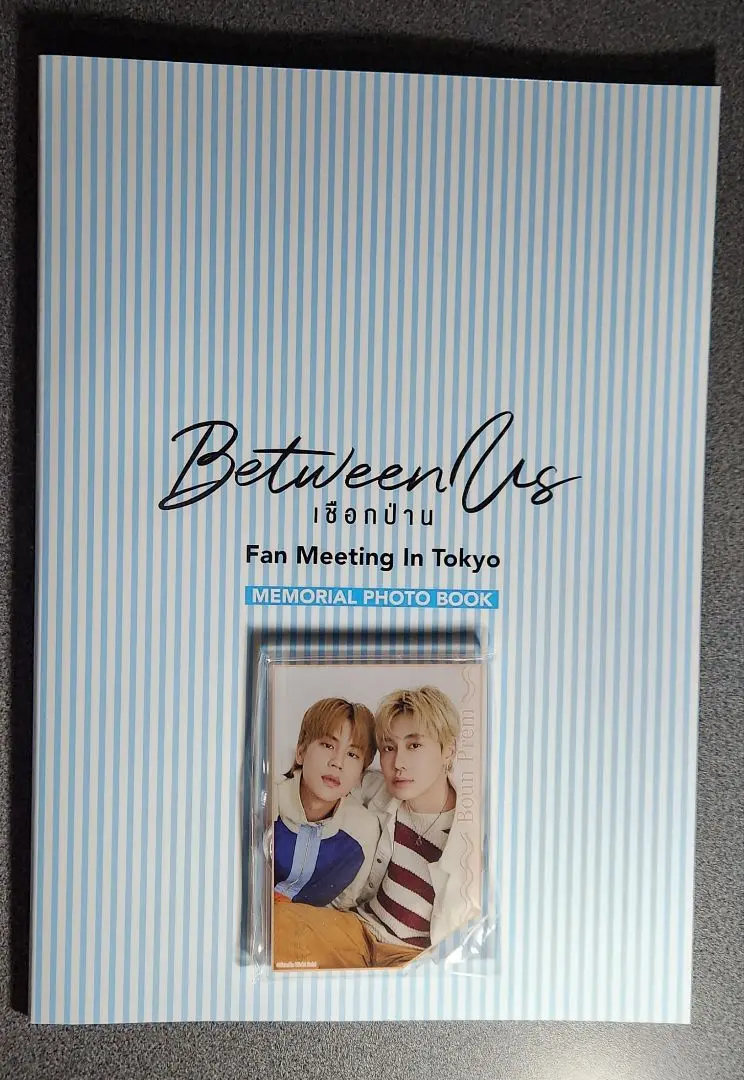 Between Us
เชือกป่าน
Fan Meeting In Tokyo
MEMORIAL PHOTO BOOK
Boun Prem